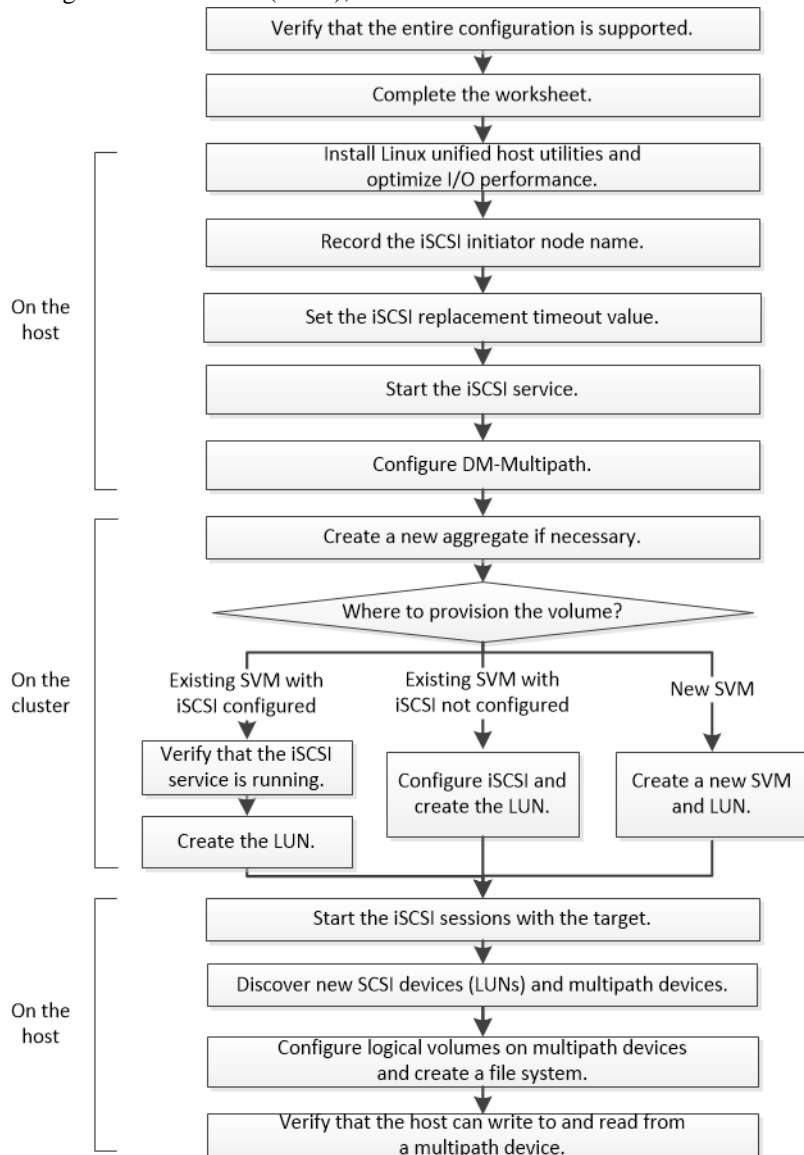 Verify that the entire configuration is supported.
Complete the worksheet.
Install Linux unified host utilities and
optimize I/O performance.
Record the iSCSI initiator node name.
On the
host
Set the iSCSI replacement timeout value.
Start the iSCSI service.
Configure DM-Multipath.
Create a new aggregate if necessary.
Where to provision the volume?
On the
cluster
Existing SVM with
iSCSI configured
Existing SVM with
iSCSI not configured
New SVM
Verify that the iSCSI
service is running.
Configure iSCSI and
create the LUN.
Create a new SVM
and LUN.
Create the LUN.
Start the iSCSI sessions with the target.
Discover new SCSI devices (LUNs) and multipath devices.
On the
host
Configure logical volumes on multipath devices
and create a file system.
Verify that the host can write to and read from
a multipath device.